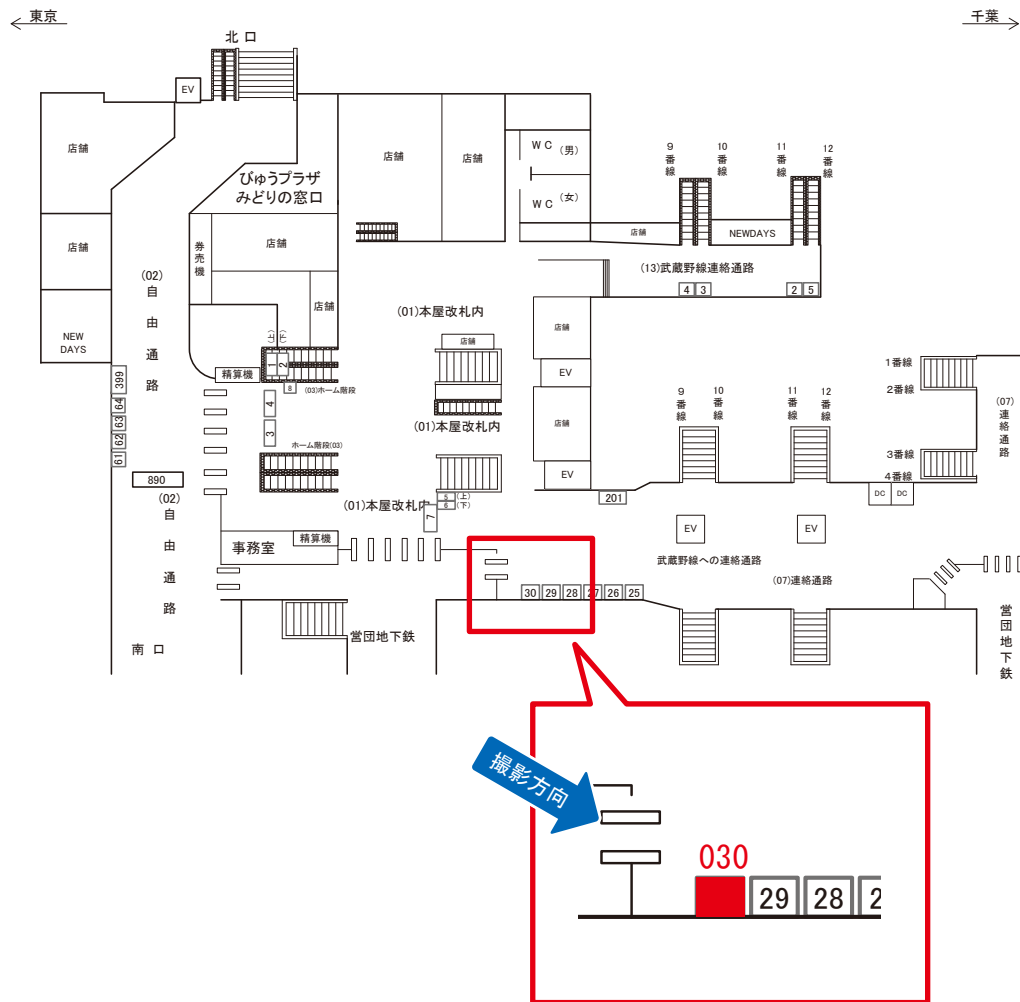 東京
千葉
北口
EV
店舗
店舗
NEW
DAYS
びゅうプラザ
みどりの窓口
券売機
店舗
店舗
店舗
店舗
WC (男)
WC (女)
店舗
NEWDAYS
9番線
10番線
11番線
12番線
(13)武蔵野線連絡通路
4
3
2
5
(02)
自由通路
(01)本屋改札内
(上)
(下)
1
2
精算機
8
(03)ホーム階段
4
3
399
64
63
62
61
店舗
(01)本屋改札内
店舗
EV
店舗
EV
9番線
10番線
11番線
12番線
1番線
2番線
3番線
4番線
(07)連絡通路
ホーム階段(03)
890
(02)
自由通路
(01)本屋改札内
5
(上)
6
(下)
7
201
DC
DC
事務室
精算機
EV
EV
武蔵野線への連絡通路
(07)連絡通路
30
29
28
27
26
25
南口
営団地下鉄
営団地下鉄
撮影方向
030
29
28
2